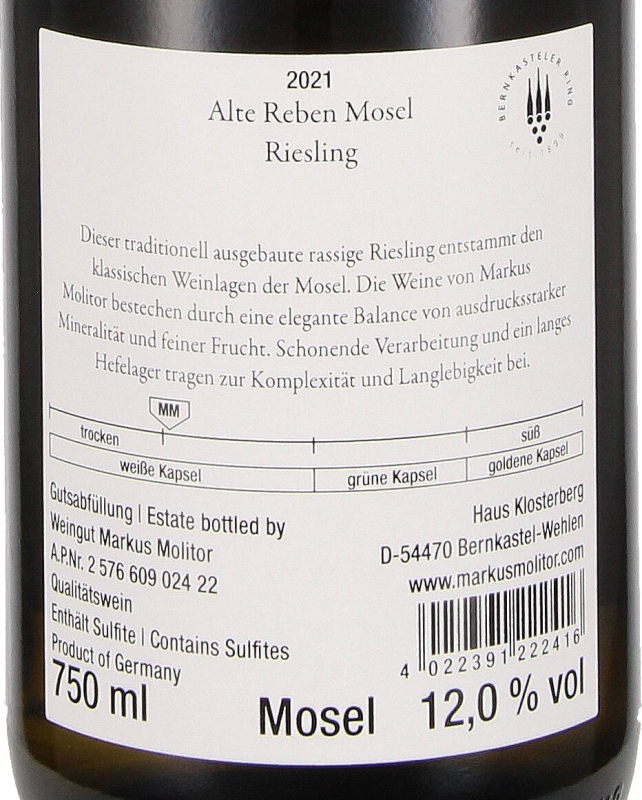 2021
Alte Reben Mosel
Riesling
BERNKASTELER RING
seit 1899
Dieser traditionell ausgebaute rassige Riesling entstammt den
klassischen Weinlagen der Mosel. Die Weine von Markus
Molitor bestechen durch eine elegante Balance von ausdrucksstarker
Mineralität und feiner Frucht. Schonende Verarbeitung und ein langes
Hefelager tragen zur Komplexität und Langlebigkeit bei.
MM
trocken süß
weiße Kapsel grüne Kapsel goldene Kapsel
Gutsabfüllung | Estate bottled by
Weingut Markus Molitor
A.P.Nr. 2 576 609 024 22
Qualitätswein
Enthält Sulfite | Contains Sulfites
Product of Germany
750 ml
Haus Klosterberg
D-54470 Bernkastel-Wehlen
www.markusmolitor.com
4 022391 222416
Mosel
12,0 % vol